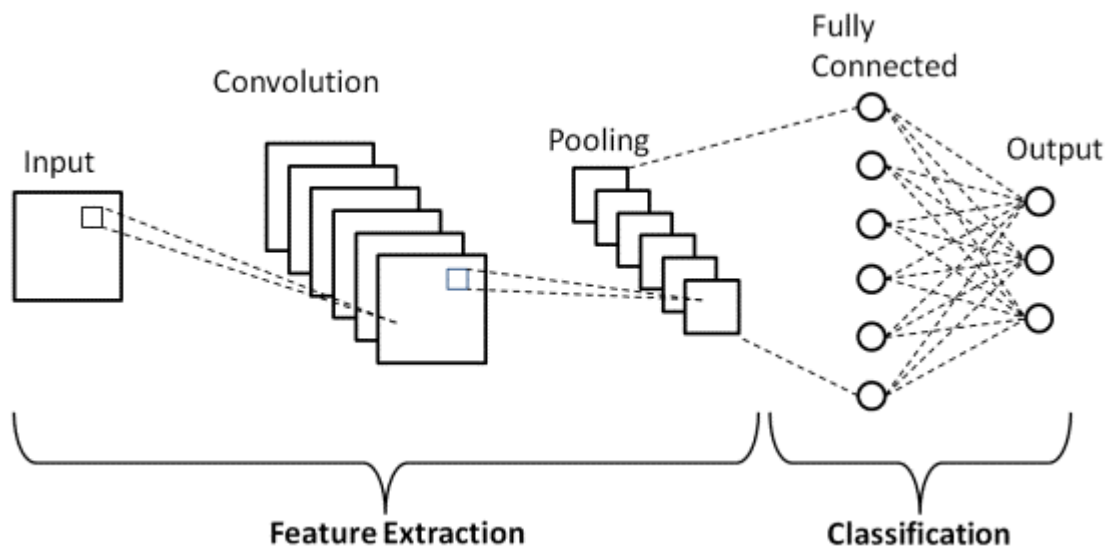 Input
Convolution
Pooling
Fully
Connected
Output
Feature Extraction
Classification